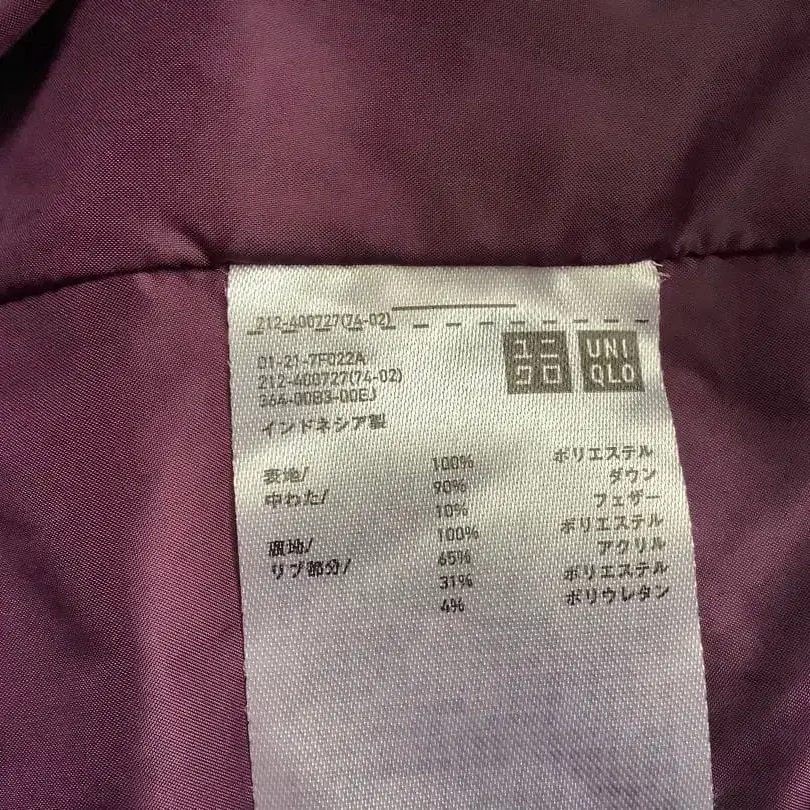 212-400727(74-02)
ユニ
クロ
UNI
QLO
01-21-7F022A
212-400727(74-02)
364-00B3-00EJ
インドネシア製
表地/ 100% ポリエステル
中わた/ 90% ダウン
10% フェザー
裏地/ 100% ポリエステル
リブ部分/ 65% アクリル
31% ポリエステル
4% ポリウレタン